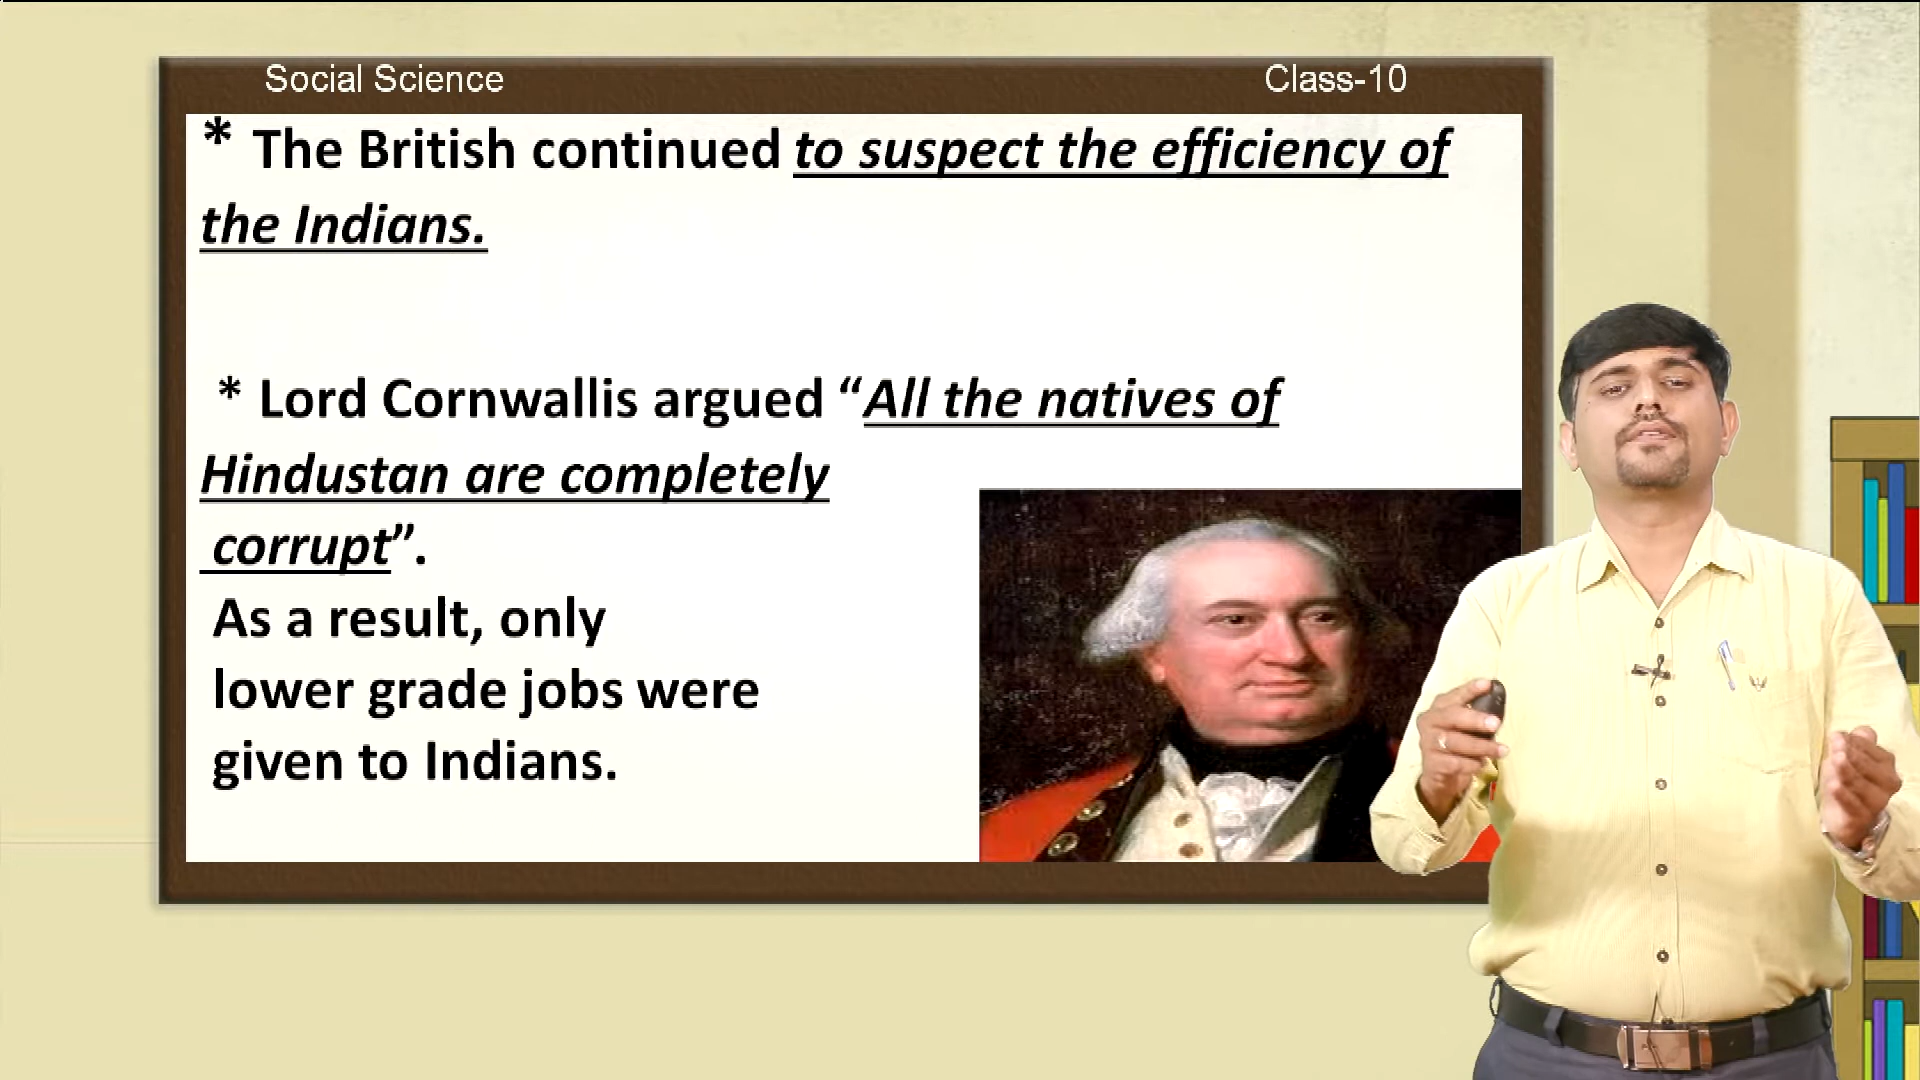 Social Science
Class-10
* The British continued to suspect the efficiency of
the Indians.
* Lord Cornwallis argued “All the natives of
Hindustan are completely
corrupt”.
As a result, only
lower grade jobs were
given to Indians.